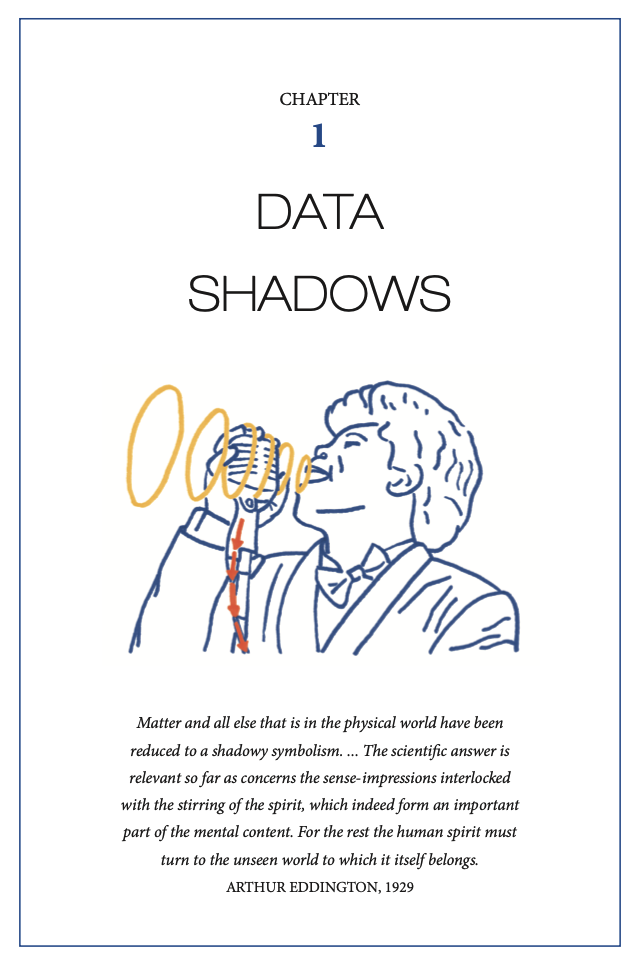 CHAPTER
1
DATA
SHADOWS
Matter and all else that is in the physical world have been
reduced to a shadowy symbolism. ... The scientific answer is
relevant so far as concerns the sense-impressions interlocked
with the stirring of the spirit, which indeed form an important
part of the mental content. For the rest the human spirit must
turn to the unseen world to which it itself belongs.
ARTHUR EDDINGTON, 1929